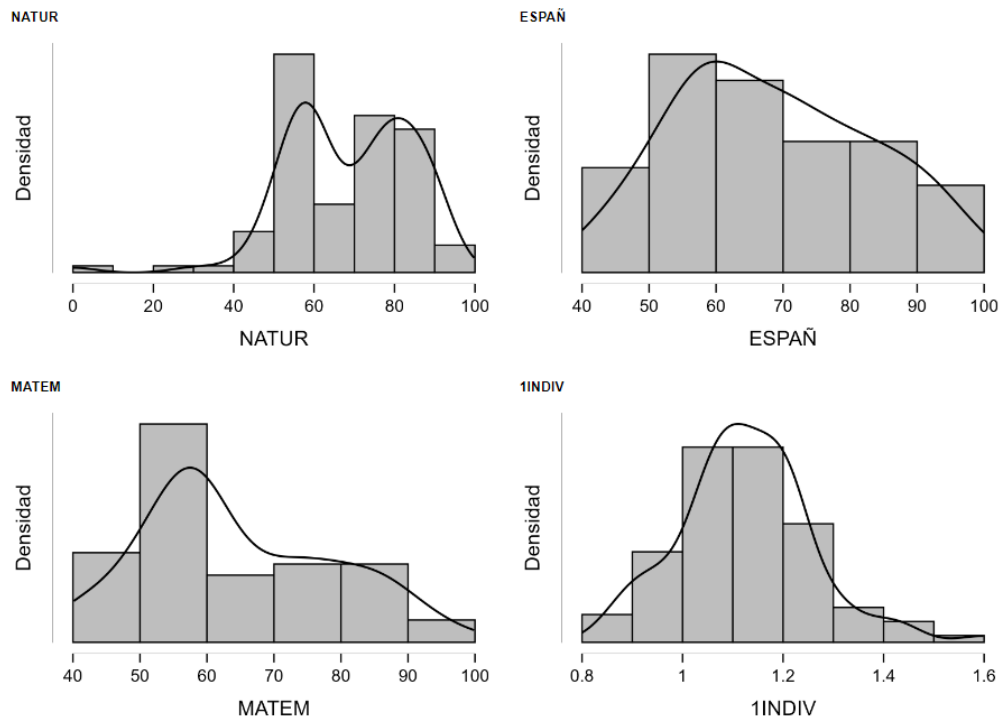 NATUR
Densidad
0 20 40 60 80 100
NATUR
ESPAÑ
Densidad
40 50 60 70 80 90 100
ESPAÑ
MATEM
Densidad
40 50 60 70 80 90 100
MATEM
1INDIV
Densidad
0.8 1 1.2 1.4 1.6
1INDIV